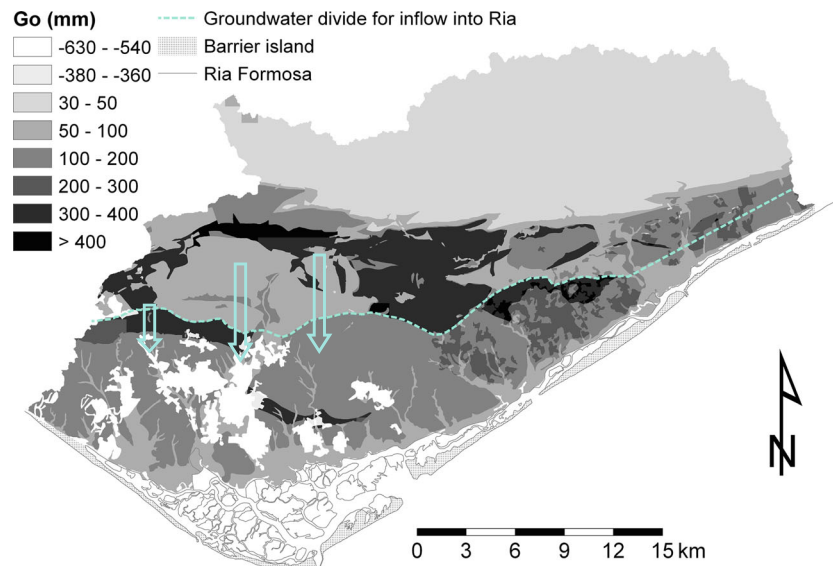 Go (mm)
-630 - -540
-380 - -360
30 - 50
50 - 100
100 - 200
200 - 300
300 - 400
> 400
Groundwater divide for inflow into Ria
Barrier island
Ria Formosa
N
0 3 6 9 12 15 km